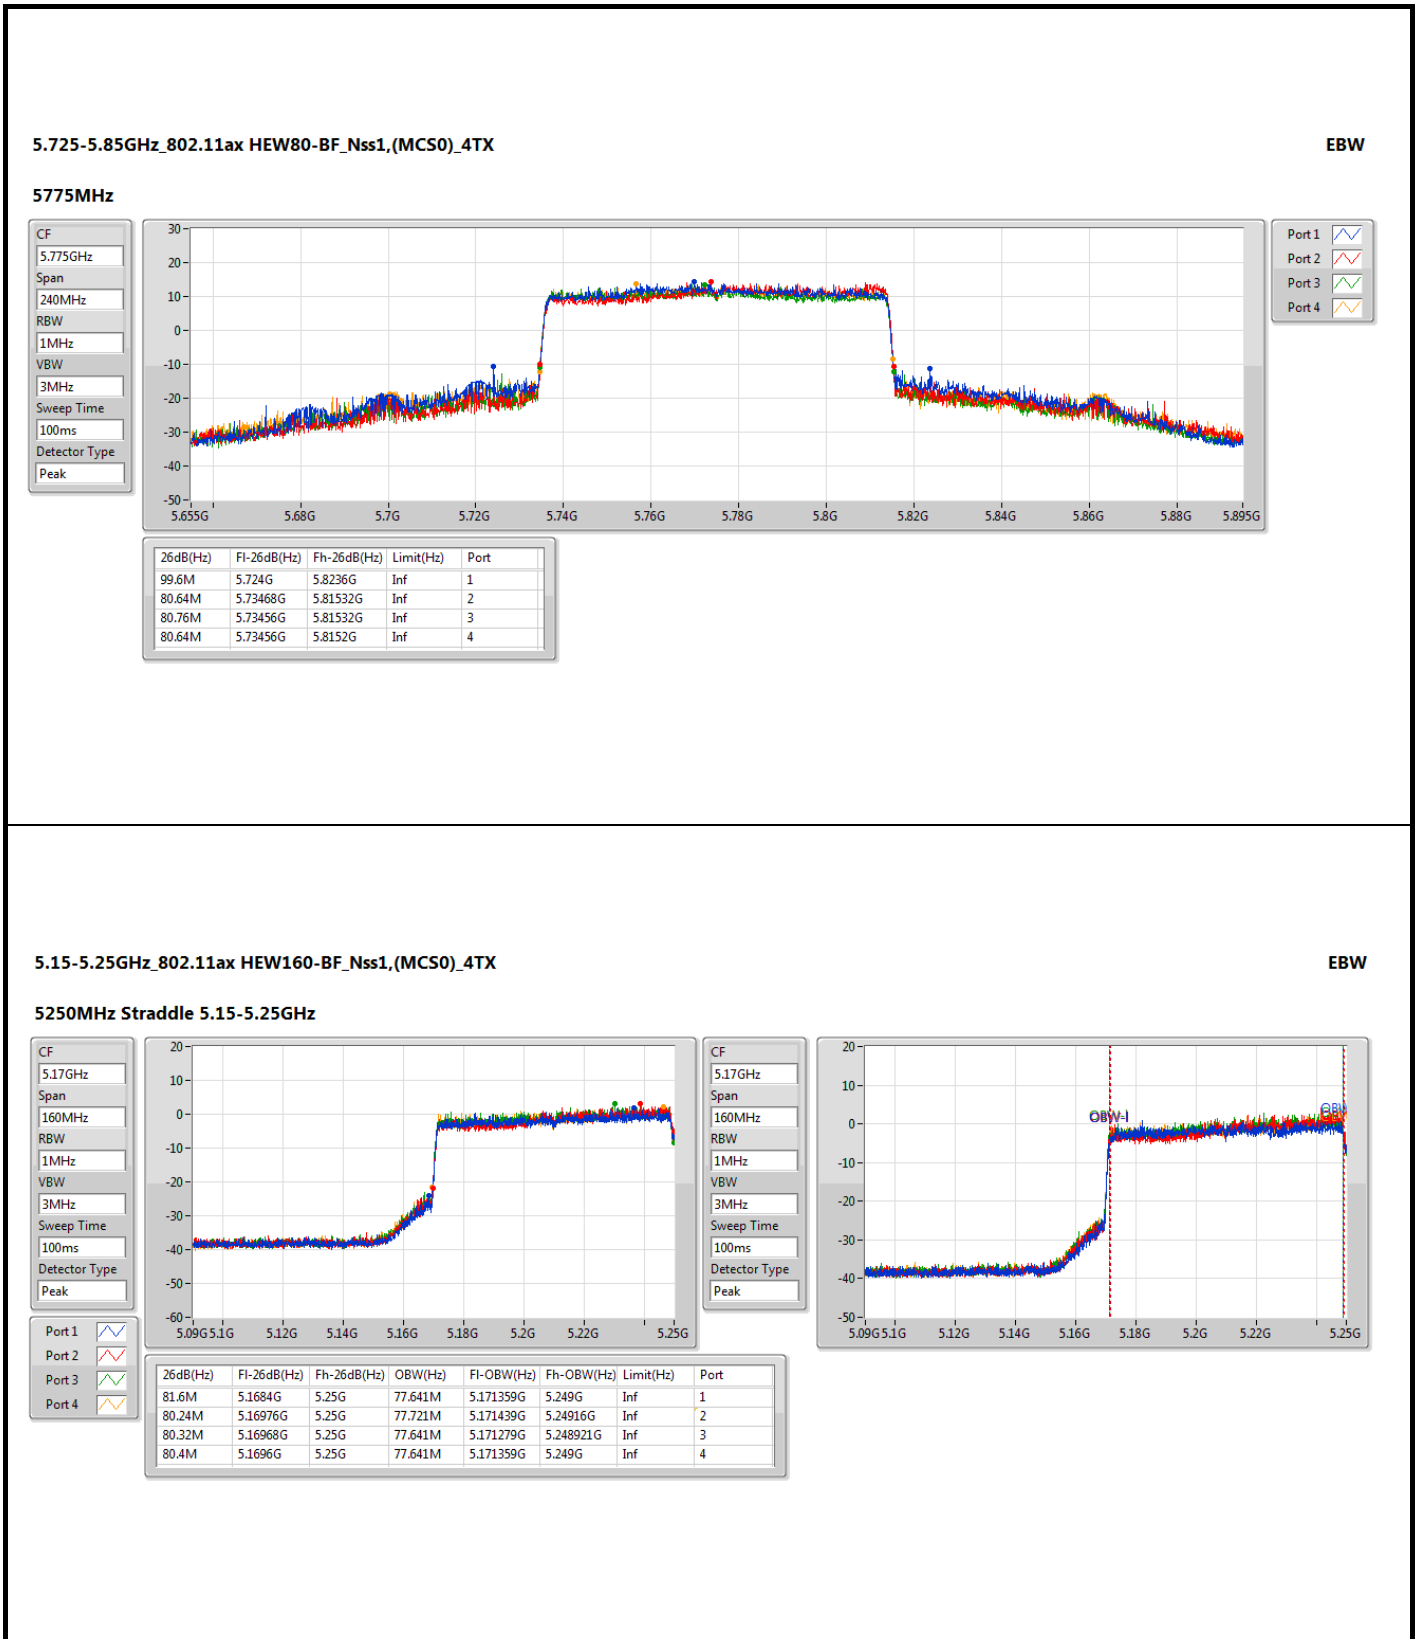 5.725-5.85GHz_802.11ax HEW80-BF_Nss1,(MCS0)_4TX EBW
5775MHz
CF
5.775GHz
Span
240MHz
RBW
1MHz
VBW
3MHz
Sweep Time
100ms
Detector Type
Peak
30
20
10
0
-10
-20
-30
-40
-50
5.655G 5.68G 5.7G 5.72G 5.74G 5.76G 5.78G 5.8G 5.82G 5.84G 5.86G 5.88G 5.895G
Port 1
Port 2
Port 3
Port 4
26dB(Hz) Fl-26dB(Hz) Fh-26dB(Hz) Limit(Hz) Port
99.6M 5.724G 5.8236G Inf 1
80.64M 5.73468G 5.81532G Inf 2
80.76M 5.73456G 5.81532G Inf 3
80.64M 5.73456G 5.8152G Inf 4
5.15-5.25GHz_802.11ax HEW160-BF_Nss1,(MCS0)_4TX EBW
5250MHz Straddle 5.15-5.25GHz
CF
5.17GHz
Span
160MHz
RBW
1MHz
VBW
3MHz
Sweep Time
100ms
Detector Type
Peak
Port 1
Port 2
Port 3
Port 4
20
10
0
-10
-20
-30
-40
-50
-60
5.09G 5.1G 5.12G 5.14G 5.16G 5.18G 5.2G 5.22G 5.25G
CF
5.17GHz
Span
160MHz
RBW
1MHz
VBW
3MHz
Sweep Time
100ms
Detector Type
Peak
20
10
0
-10
-20
-30
-40
-50
OBW-l
5.09G 5.1G 5.12G 5.14G 5.16G 5.18G 5.2G 5.22G 5.25G
26dB(Hz) Fl-26dB(Hz) Fh-26dB(Hz) OBW(Hz) Fl-OBW(Hz) Fh-OBW(Hz) Limit(Hz) Port
81.6M 5.1684G 5.25G 77.641M 5.171359G 5.249G Inf 1
80.24M 5.16976G 5.25G 77.721M 5.171439G 5.24916G Inf 2
80.32M 5.16968G 5.25G 77.641M 5.171279G 5.248921G Inf 3
80.4M 5.1696G 5.25G 77.641M 5.171359G 5.249G Inf 4